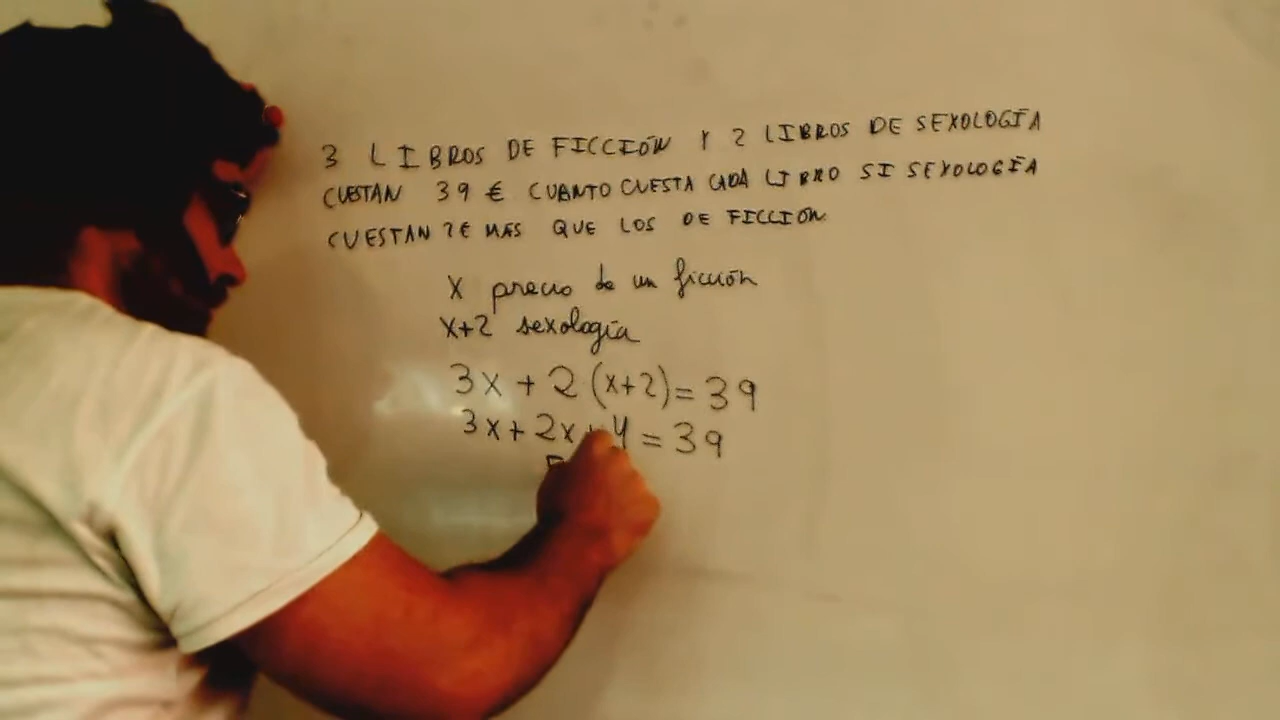 3 LIBROS DE FICCIÓN Y 2 LIBROS DE SEXOLOGÍA
CUESTAN 39 € CUANTO CUESTA CADA LIBRO SI SEXOLOGÍA
CUESTAN 2€ MAS QUE LOS DE FICCIÓN
x precio de un ficción
x+2 sexología
3x + 2 (x+2) = 39
3x + 2x + 4 = 39